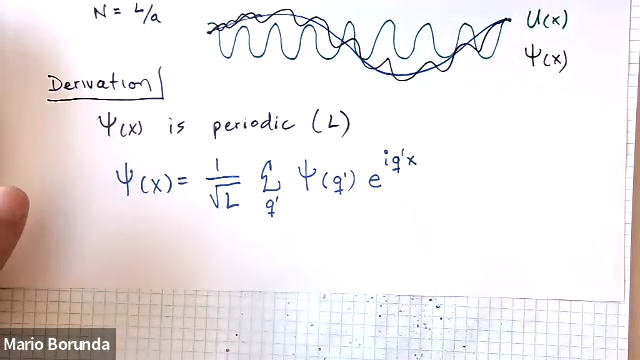 N = L/a
U(x)
Ψ(x)
Derivation
Ψ(x) is periodic (L)
Ψ(x) = 1/√L Σ_q' Ψ(q') e^{iq'x}
Mario Borunda